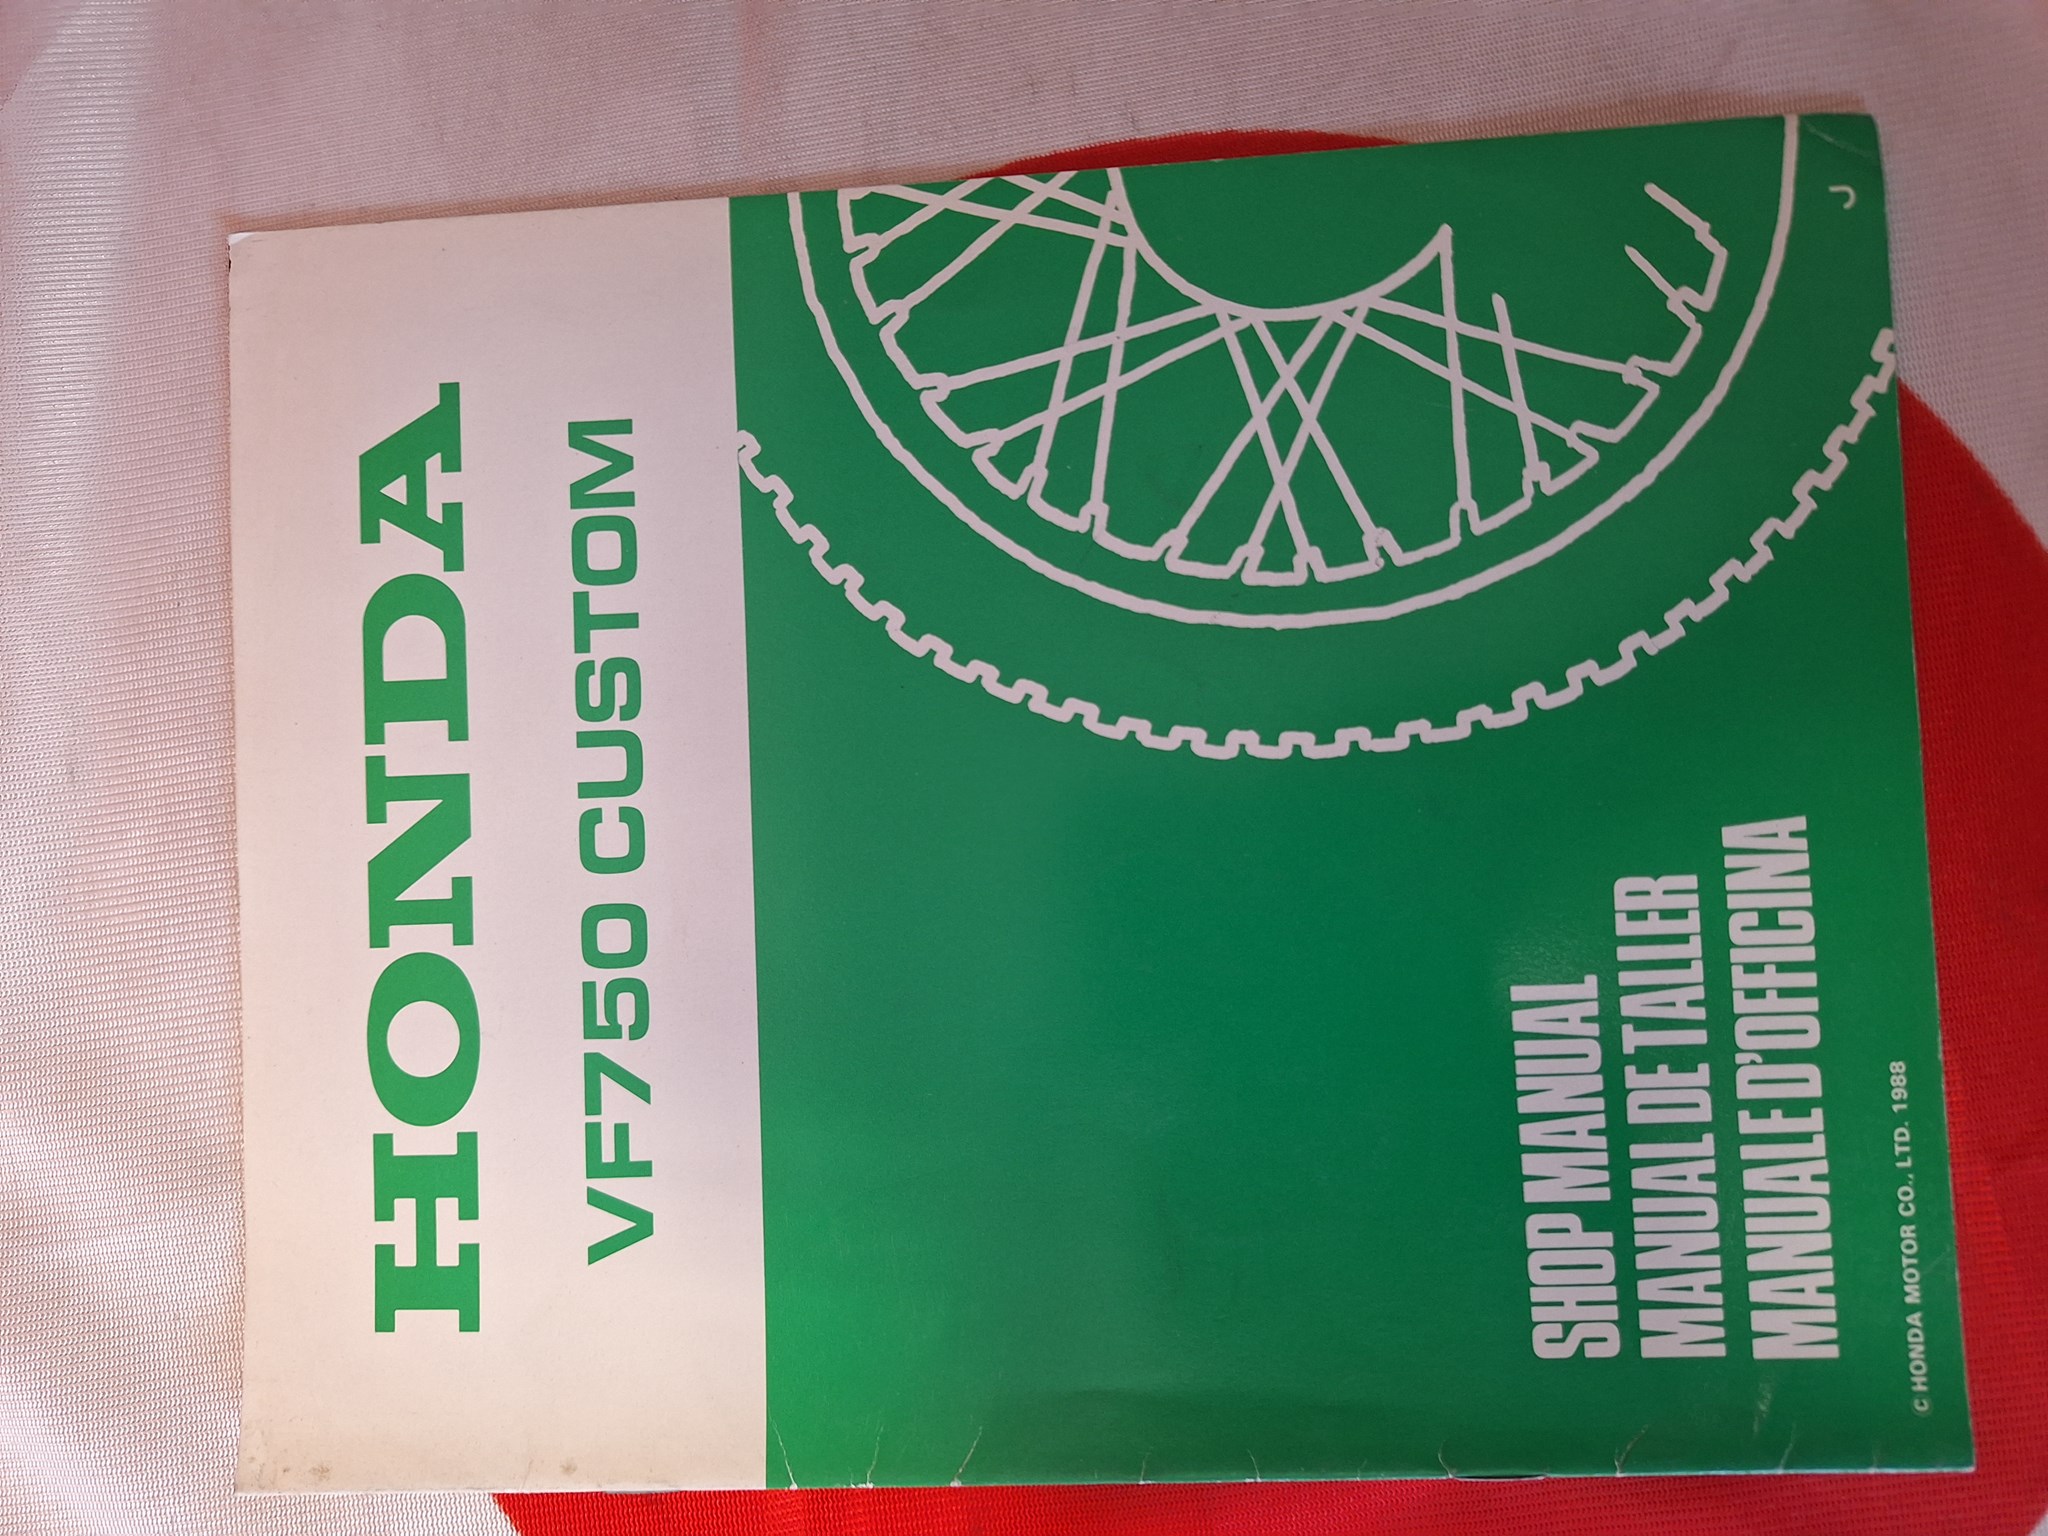 HONDA
VF750 CUSTOM
J
SHOP MANUAL
MANUAL DE TALLER
MANUALE D'OFFICINA
© HONDA MOTOR CO., LTD. 1988